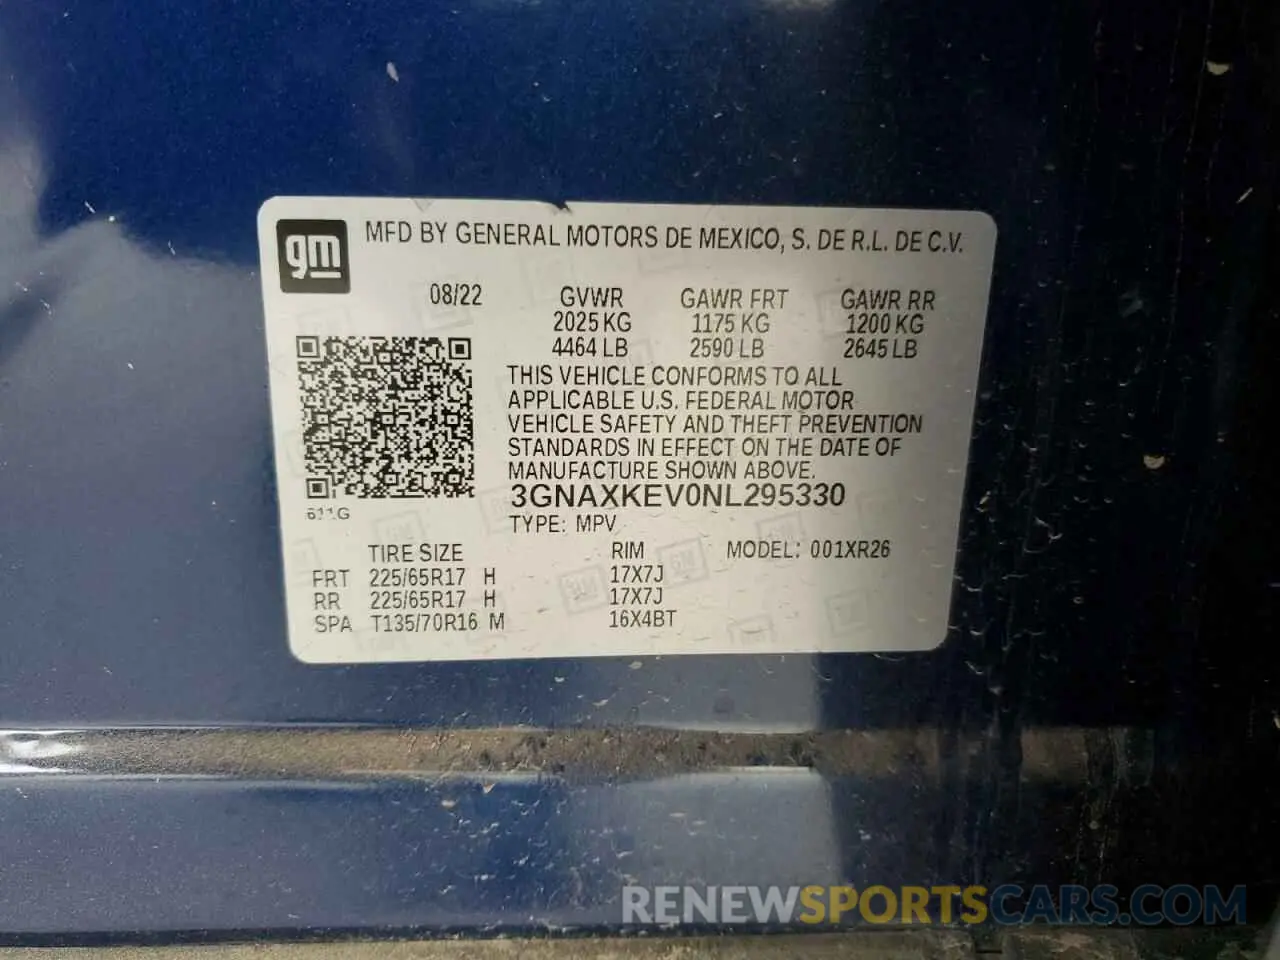 gm
MFD BY GENERAL MOTORS DE MEXICO, S. DE R.L. DE C.V.
08/22 GVWR GAWR FRT GAWR RR
2025 KG 1175 KG 1200 KG
4464 LB 2590 LB 2645 LB
THIS VEHICLE CONFORMS TO ALL
APPLICABLE U.S. FEDERAL MOTOR
VEHICLE SAFETY AND THEFT PREVENTION
STANDARDS IN EFFECT ON THE DATE OF
MANUFACTURE SHOWN ABOVE.
3GNAXKEV0NL295330
611G
TYPE: MPV
TIRE SIZE RIM MODEL: 001XR26
FRT 225/65R17 H 17X7J
RR 225/65R17 H 17X7J
SPA T135/70R16 M 16X4BT
RENEWSPORTSCARS.COM